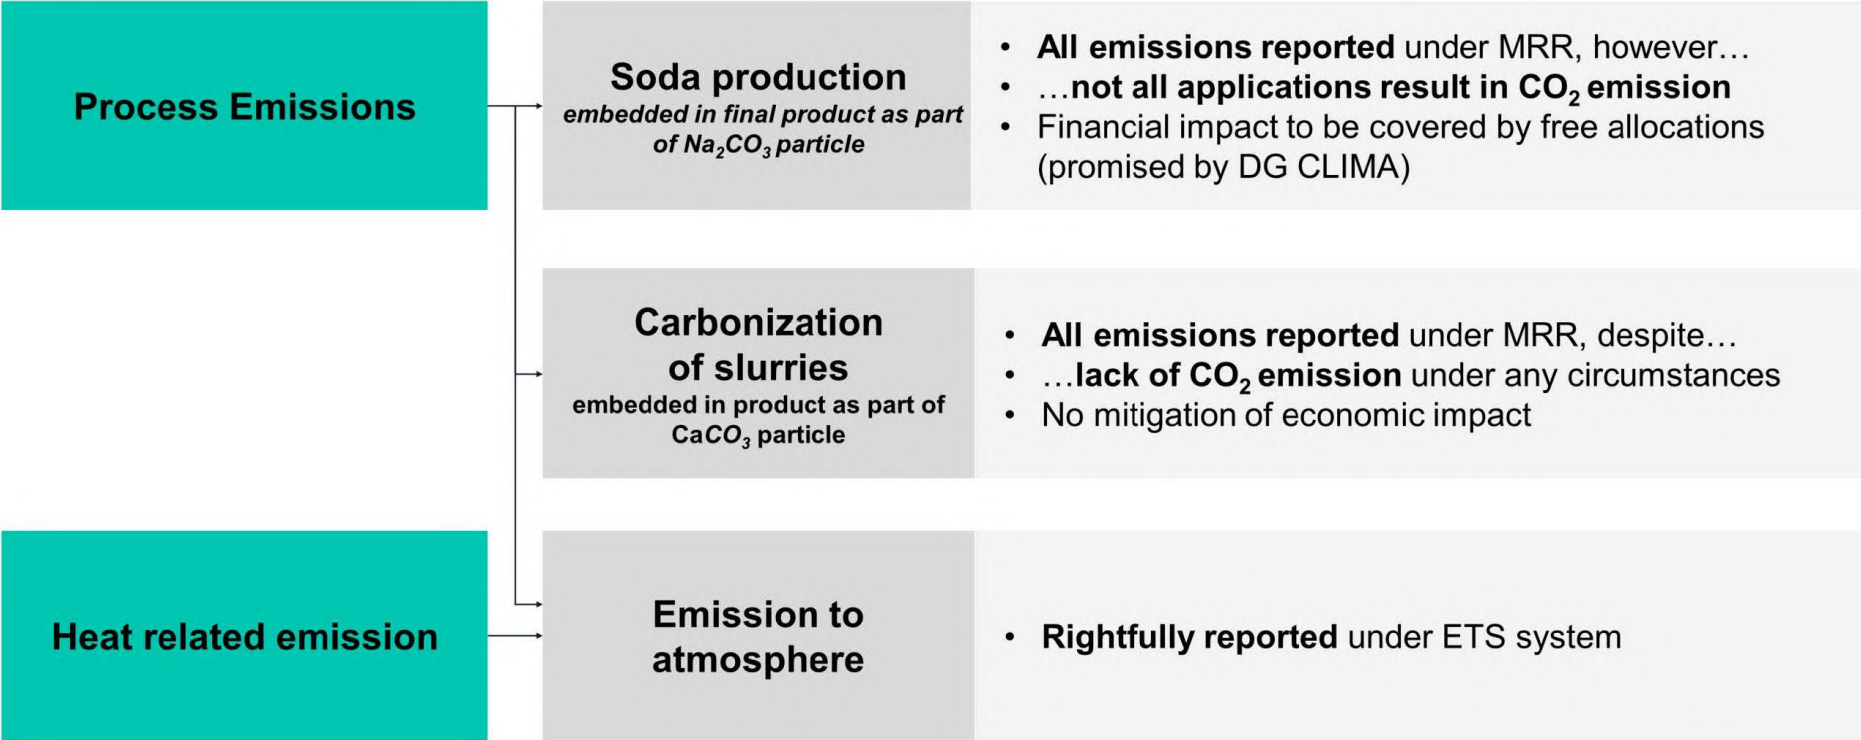 Process Emissions
Soda production
embedded in final product as part
of Na₂CO₃ particle
• All emissions reported under MRR, however…
• …not all applications result in CO₂ emission
• Financial impact to be covered by free allocations
(promised by DG CLIMA)
Carbonization
of slurries
embedded in product as part of
CaCO₃ particle
• All emissions reported under MRR, despite…
• …lack of CO₂ emission under any circumstances
• No mitigation of economic impact
Heat related emission
Emission to
atmosphere
• Rightfully reported under ETS system